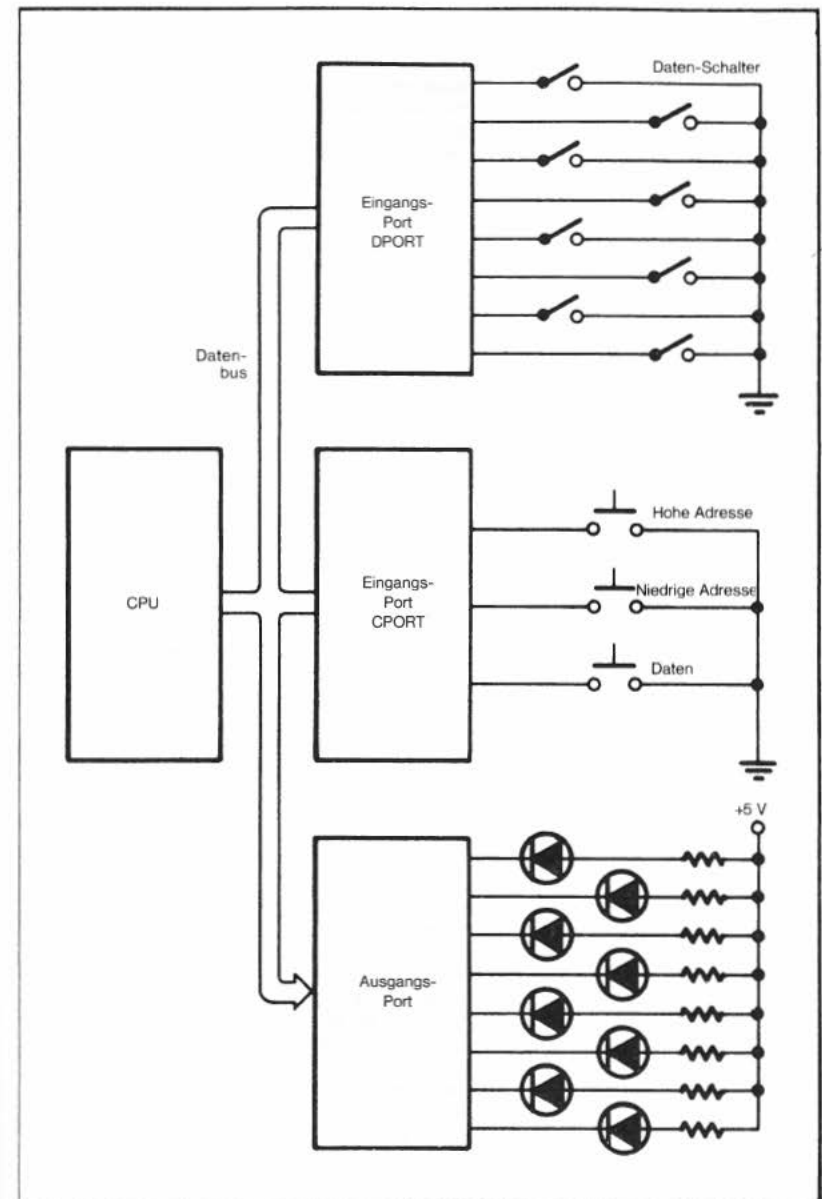 Daten-Schalter
Eingangs-
Port
DPORT
Daten-
bus
CPU
Eingangs-
Port
CPORT
Hohe Adresse
Niedrige Adresse
Daten
+5 V
Ausgangs-
Port